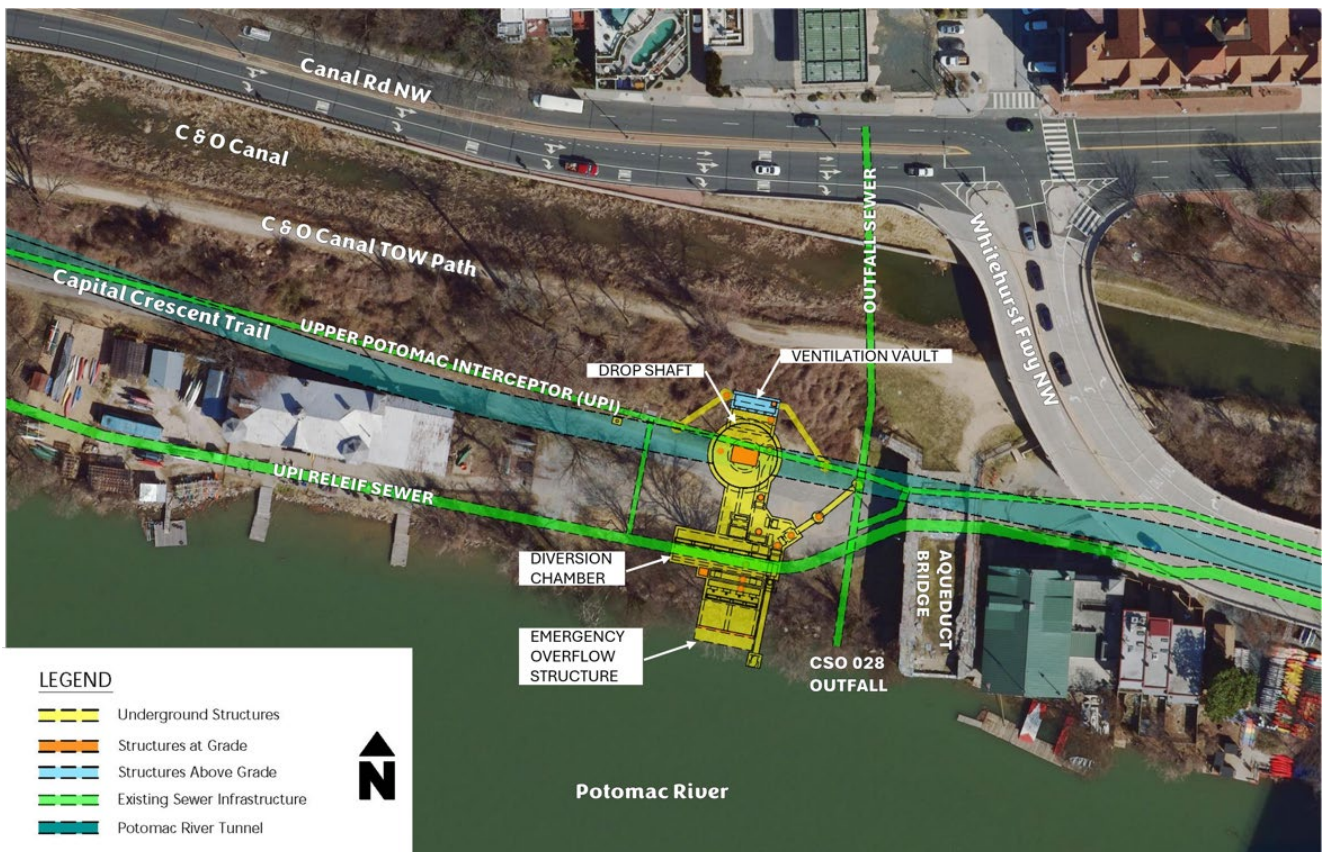 Canal Rd NW
C & O Canal
C & O Canal TOW Path
OUTFALL SEWER
Whitehurst Fwy NW
Capital Crescent Trail
UPPER POTOMAC INTERCEPTOR (UPI)
DROP SHAFT
VENTILATION VAULT
UPI RELEIF SEWER
DIVERSION
CHAMBER
AQUEDUCT
BRIDGE
EMERGENCY
OVERFLOW
STRUCTURE
CSO 028
OUTFALL
LEGEND
Underground Structures
Structures at Grade
Structures Above Grade
Existing Sewer Infrastructure
Potomac River Tunnel
N
Potomac River